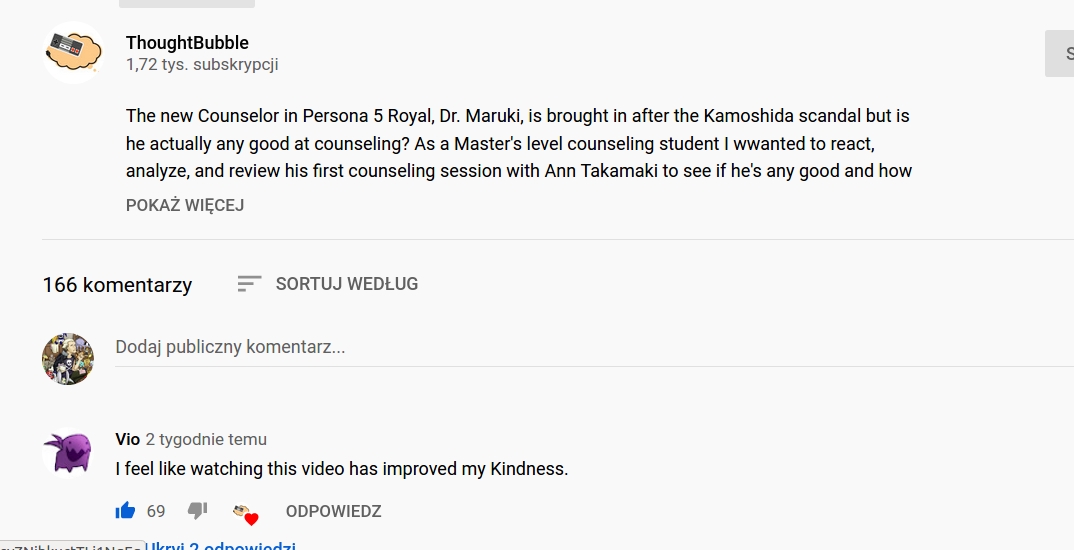 ThoughtBubble
1,72 tys. subskrypcji
S
The new Counselor in Persona 5 Royal, Dr. Maruki, is brought in after the Kamoshida scandal but is
he actually any good at counseling? As a Master's level counseling student I wwanted to react,
analyze, and review his first counseling session with Ann Takamaki to see if he's any good and how
POKAŻ WIĘCEJ
166 komentarzy
SORTUJ WEDŁUG
Dodaj publiczny komentarz...
Vio 2 tygodnie temu
I feel like watching this video has improved my Kindness.
69
ODPOWIEDZ
Ukryj 2 odpowiedzi